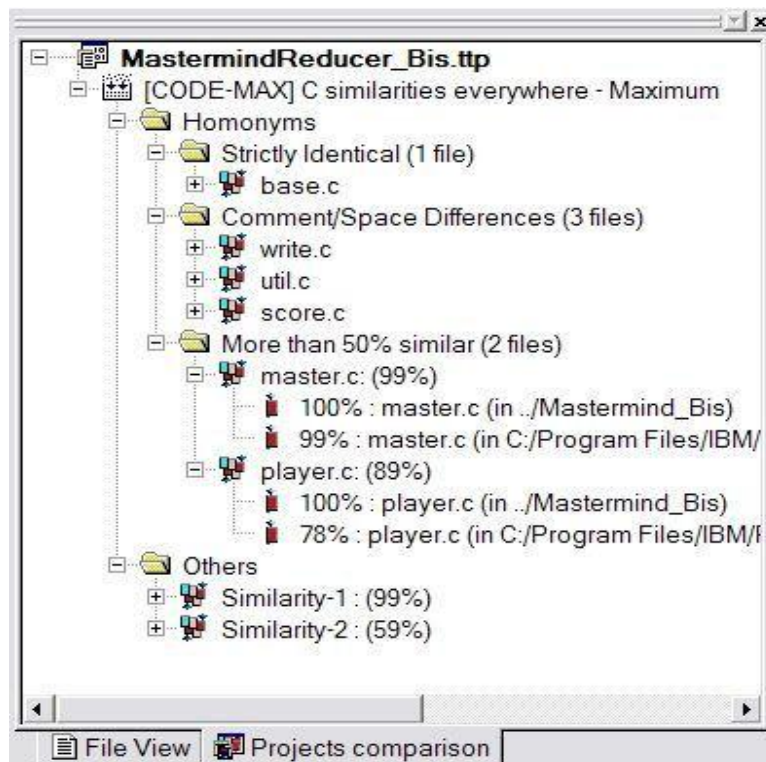 MastermindReducer_Bis.ttp
[CODE-MAX] C similarities everywhere - Maximum
Homonyms
Strictly Identical (1 file)
base.c
Comment/Space Differences (3 files)
write.c
util.c
score.c
More than 50% similar (2 files)
master.c: (99%)
100% : master.c (in ../Mastermind_Bis)
99% : master.c (in C:/Program Files/IBM/
player.c: (89%)
100% : player.c (in ../Mastermind_Bis)
78% : player.c (in C:/Program Files/IBM/
Others
Similarity-1 : (99%)
Similarity-2 : (59%)
File View Projects comparison